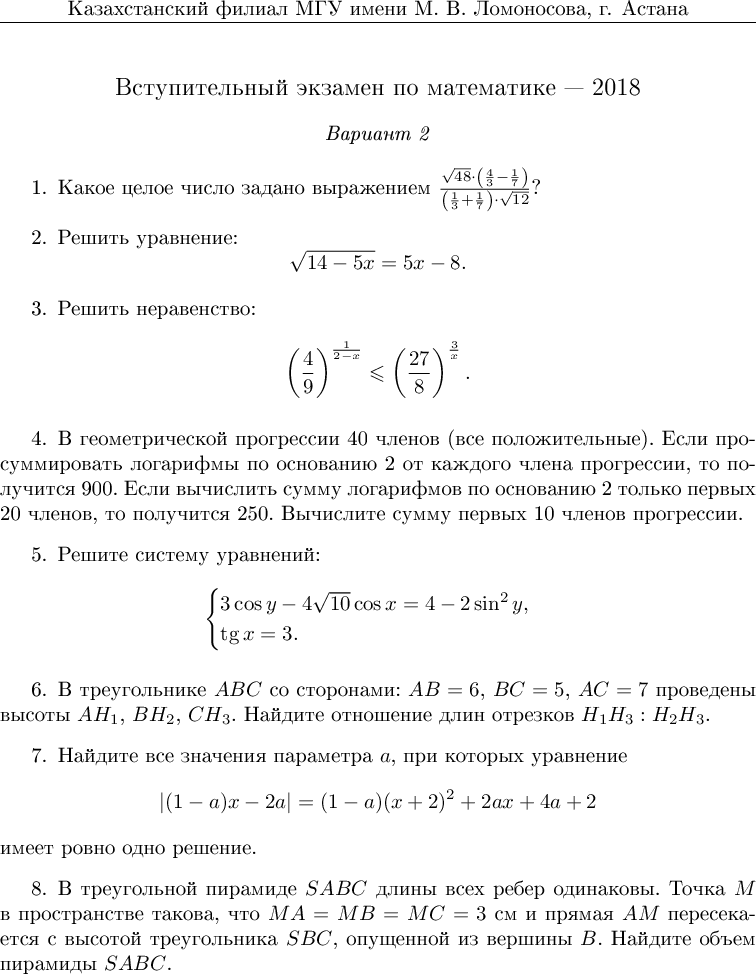 Казахстанский филиал МГУ имени М. В. Ломоносова, г. Астана
Вступительный экзамен по математике — 2018
Вариант 2
1. Какое целое число задано выражением $\frac{\sqrt{48}\cdot\left(\frac{4}{3}-\frac{1}{7}\right)}{\left(\frac{1}{3}+\frac{1}{7}\right)\cdot\sqrt{12}}$?
2. Решить уравнение:
$\sqrt{14-5x}=5x-8.$
3. Решить неравенство:
$\left(\frac{4}{9}\right)^{\frac{1}{2-x}}\leqslant\left(\frac{27}{8}\right)^{\frac{3}{x}}.$
4. В геометрической прогрессии 40 членов (все положительные). Если про-
суммировать логарифмы по основанию 2 от каждого члена прогрессии, то по-
лучится 900. Если вычислить сумму логарифмов по основанию 2 только первых
20 членов, то получится 250. Вычислите сумму первых 10 членов прогрессии.
5. Решите систему уравнений:
$\begin{cases}3\cos y-4\sqrt{10}\cos x=4-2\sin^2 y,\\ \operatorname{tg}x=3.\end{cases}$
6. В треугольнике $ABC$ со сторонами: $AB=6$, $BC=5$, $AC=7$ проведены
высоты $AH_1$, $BH_2$, $CH_3$. Найдите отношение длин отрезков $H_1H_3:H_2H_3$.
7. Найдите все значения параметра $a$, при которых уравнение
$|(1-a)x-2a|=(1-a)(x+2)^2+2ax+4a+2$
имеет ровно одно решение.
8. В треугольной пирамиде $SABC$ длины всех ребер одинаковы. Точка $M$
в пространстве такова, что $MA=MB=MC=3$ см и прямая $AM$ пересека-
ется с высотой треугольника $SBC$, опущенной из вершины $B$. Найдите объем
пирамиды $SABC$.